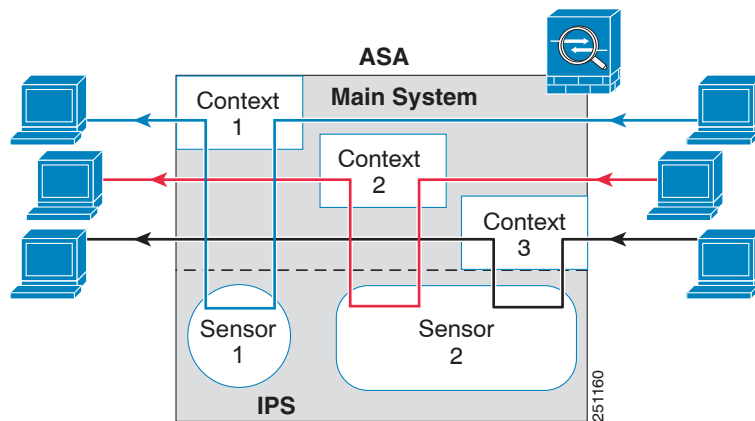 ASA
Main System
Context
1
Context
2
Context
3
Sensor
1
Sensor
2
IPS
251160